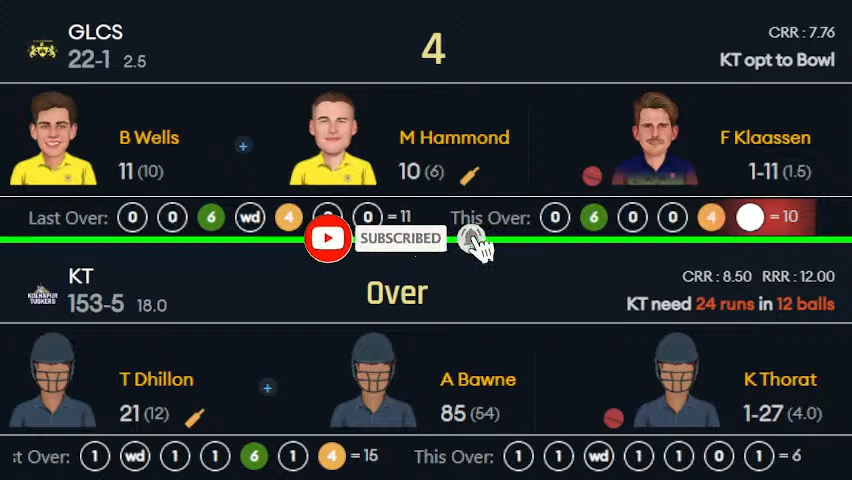 GLCS
22-1 2.5
4
CRR : 7.76
KT opt to Bowl
B Wells
11 (10)
M Hammond
10 (6)
F Klaassen
1-11 (1.5)
Last Over: 0 0 6 wd 4 0 0 = 11
This Over: 0 6 0 0 4 = 10
SUBSCRIBED
KT
153-5 18.0
KOLHAPUR TUSKERS
Over
CRR : 8.50 RRR : 12.00
KT need 24 runs in 12 balls
T Dhillon
21 (12)
A Bawne
85 (54)
K Thorat
1-27 (4.0)
st Over: 1 wd 1 1 6 1 4 = 15
This Over: 1 1 wd 1 1 0 1 = 6